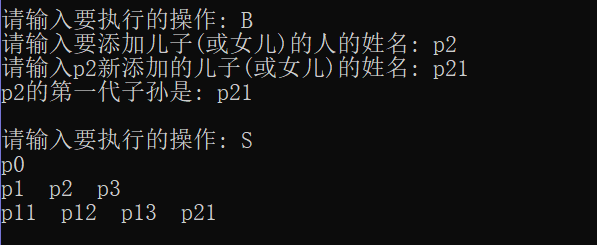 请输入要执行的操作: B
请输入要添加儿子(或女儿)的人的姓名: p2
请输入p2新添加的儿子(或女儿)的姓名: p21
p2的第一代子孙是: p21
请输入要执行的操作: S
p0
p1  p2  p3
p11  p12  p13  p21